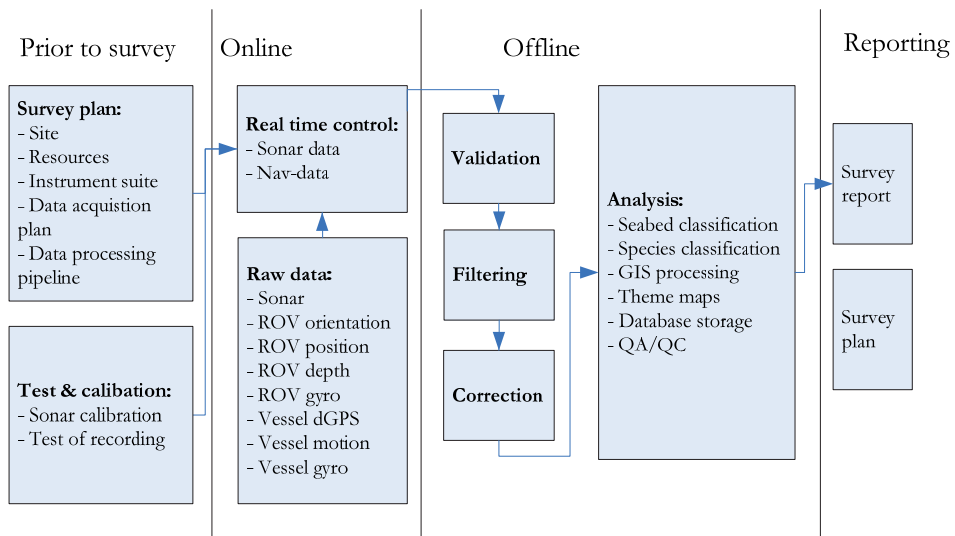 Prior to survey
Survey plan:
- Site
- Resources
- Instrument suite
- Data acquistion
plan
- Data processing
pipeline
Test & calibation:
- Sonar calibration
- Test of recording
Online
Real time control:
- Sonar data
- Nav-data
Raw data:
- Sonar
- ROV orientation
- ROV position
- ROV depth
- ROV gyro
- Vessel dGPS
- Vessel motion
- Vessel gyro
Offline
Validation
Filtering
Correction
Analysis:
- Seabed classification
- Species classification
- GIS processing
- Theme maps
- Database storage
- QA/QC
Reporting
Survey
report
Survey
plan